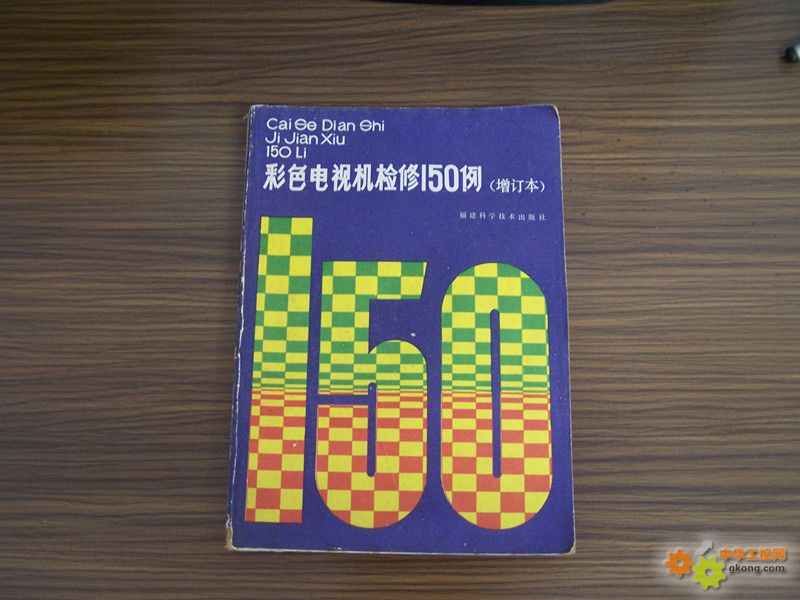 Cai Se Dian Shi
Ji Jian Xiu
150 Li
彩色电视机检修150例(增订本)
福建科学技术出版社
150
中华工控网
gkong.com